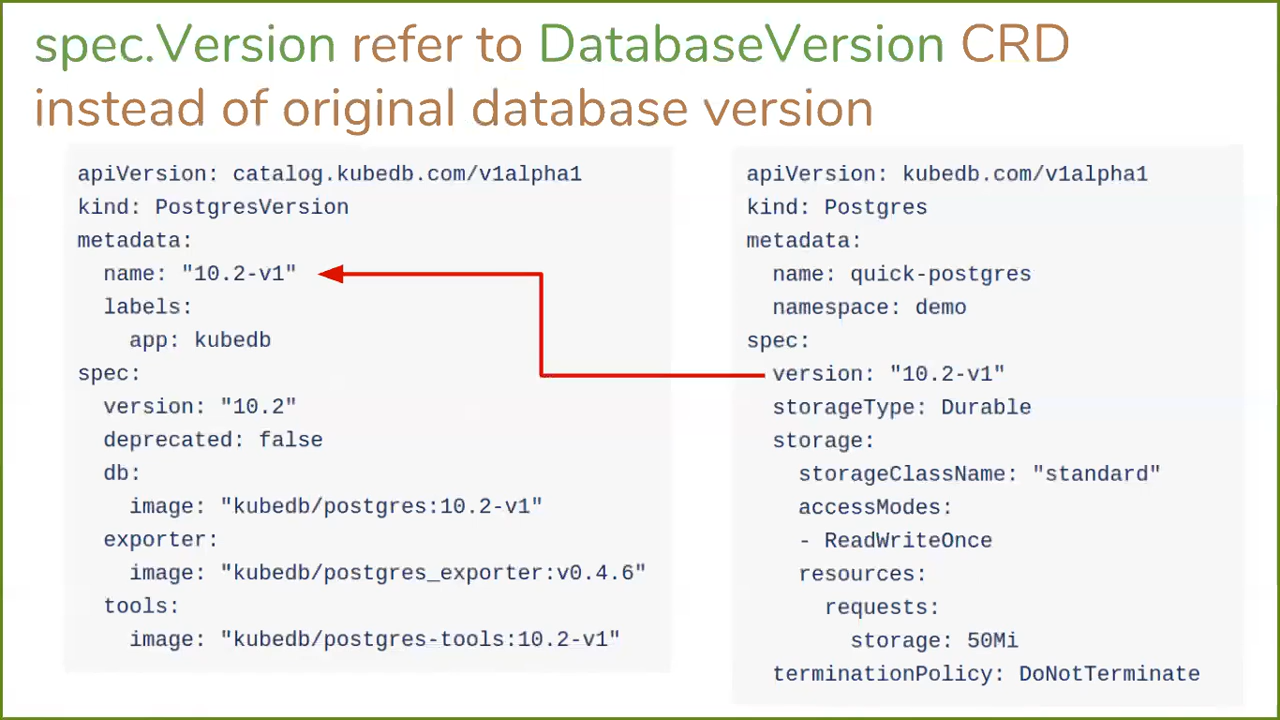 spec.Version refer to DatabaseVersion CRD
instead of original database version
apiVersion: catalog.kubedb.com/v1alpha1
kind: PostgresVersion
metadata:
  name: "10.2-v1"
  labels:
    app: kubedb
spec:
  version: "10.2"
  deprecated: false
  db:
    image: "kubedb/postgres:10.2-v1"
  exporter:
    image: "kubedb/postgres_exporter:v0.4.6"
  tools:
    image: "kubedb/postgres-tools:10.2-v1"
apiVersion: kubedb.com/v1alpha1
kind: Postgres
metadata:
  name: quick-postgres
  namespace: demo
spec:
  version: "10.2-v1"
  storageType: Durable
  storage:
    storageClassName: "standard"
    accessModes:
    - ReadWriteOnce
    resources:
      requests:
        storage: 50Mi
  terminationPolicy: DoNotTerminate